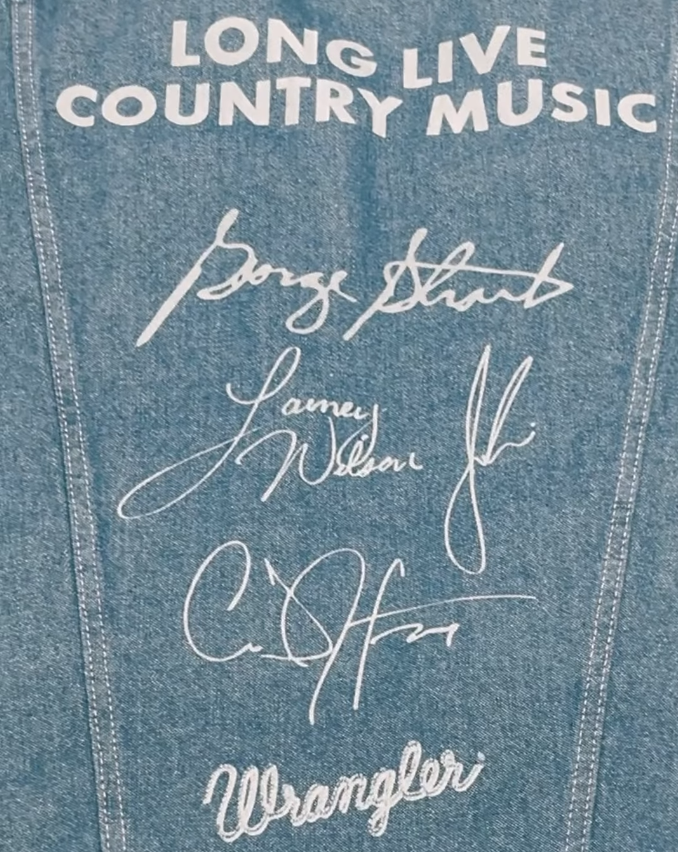 LONG LIVE
COUNTRY MUSIC
George Strait
Lainey
Wilson
Wrangler